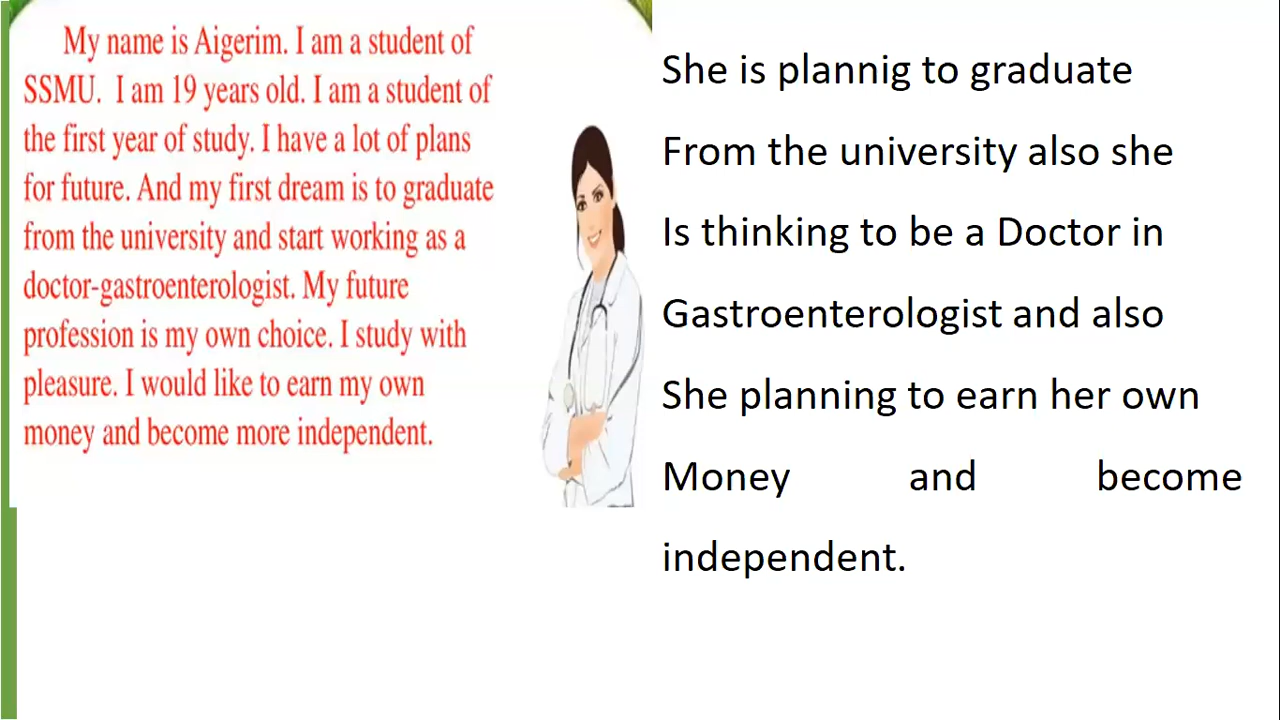 My name is Aigerim. I am a student of
SSMU. I am 19 years old. I am a student of
the first year of study. I have a lot of plans
for future. And my first dream is to graduate
from the university and start working as a
doctor-gastroenterologist. My future
profession is my own choice. I study with
pleasure. I would like to earn my own
money and become more independent.
She is plannig to graduate
From the university also she
Is thinking to be a Doctor in
Gastroenterologist and also
She planning to earn her own
Money and become
independent.